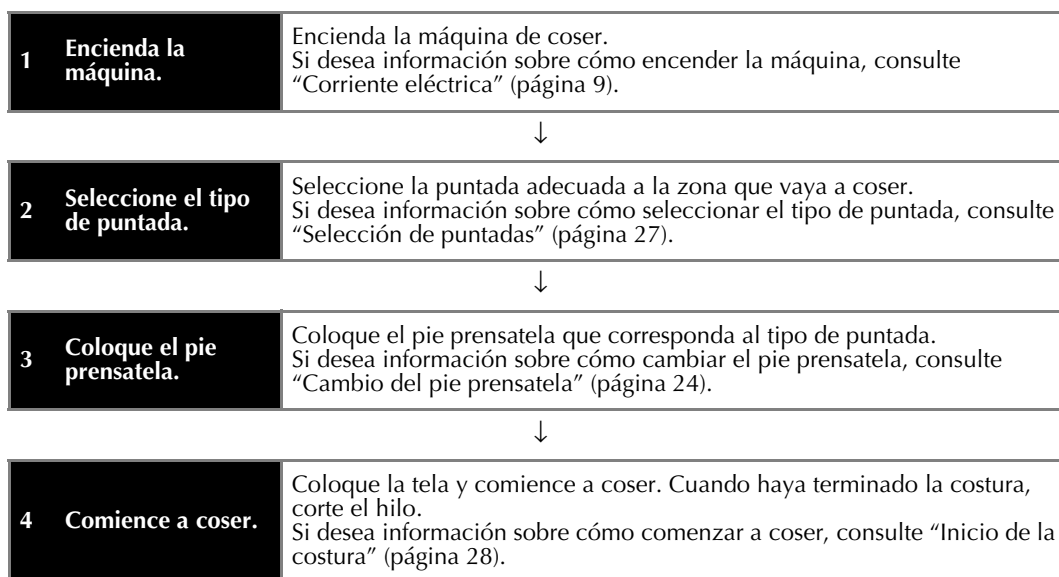 1 Encienda la
máquina.
Encienda la máquina de coser.
Si desea información sobre cómo encender la máquina, consulte
“Corriente eléctrica” (página 9).
↓
2 Seleccione el tipo
de puntada.
Seleccione la puntada adecuada a la zona que vaya a coser.
Si desea información sobre cómo seleccionar el tipo de puntada, consulte
“Selección de puntadas” (página 27).
↓
3 Coloque el pie
prensatela.
Coloque el pie prensatela que corresponda al tipo de puntada.
Si desea información sobre cómo cambiar el pie prensatela, consulte
“Cambio del pie prensatela” (página 24).
↓
4 Comience a coser.
Coloque la tela y comience a coser. Cuando haya terminado la costura,
corte el hilo.
Si desea información sobre cómo comenzar a coser, consulte “Inicio de la
costura” (página 28).